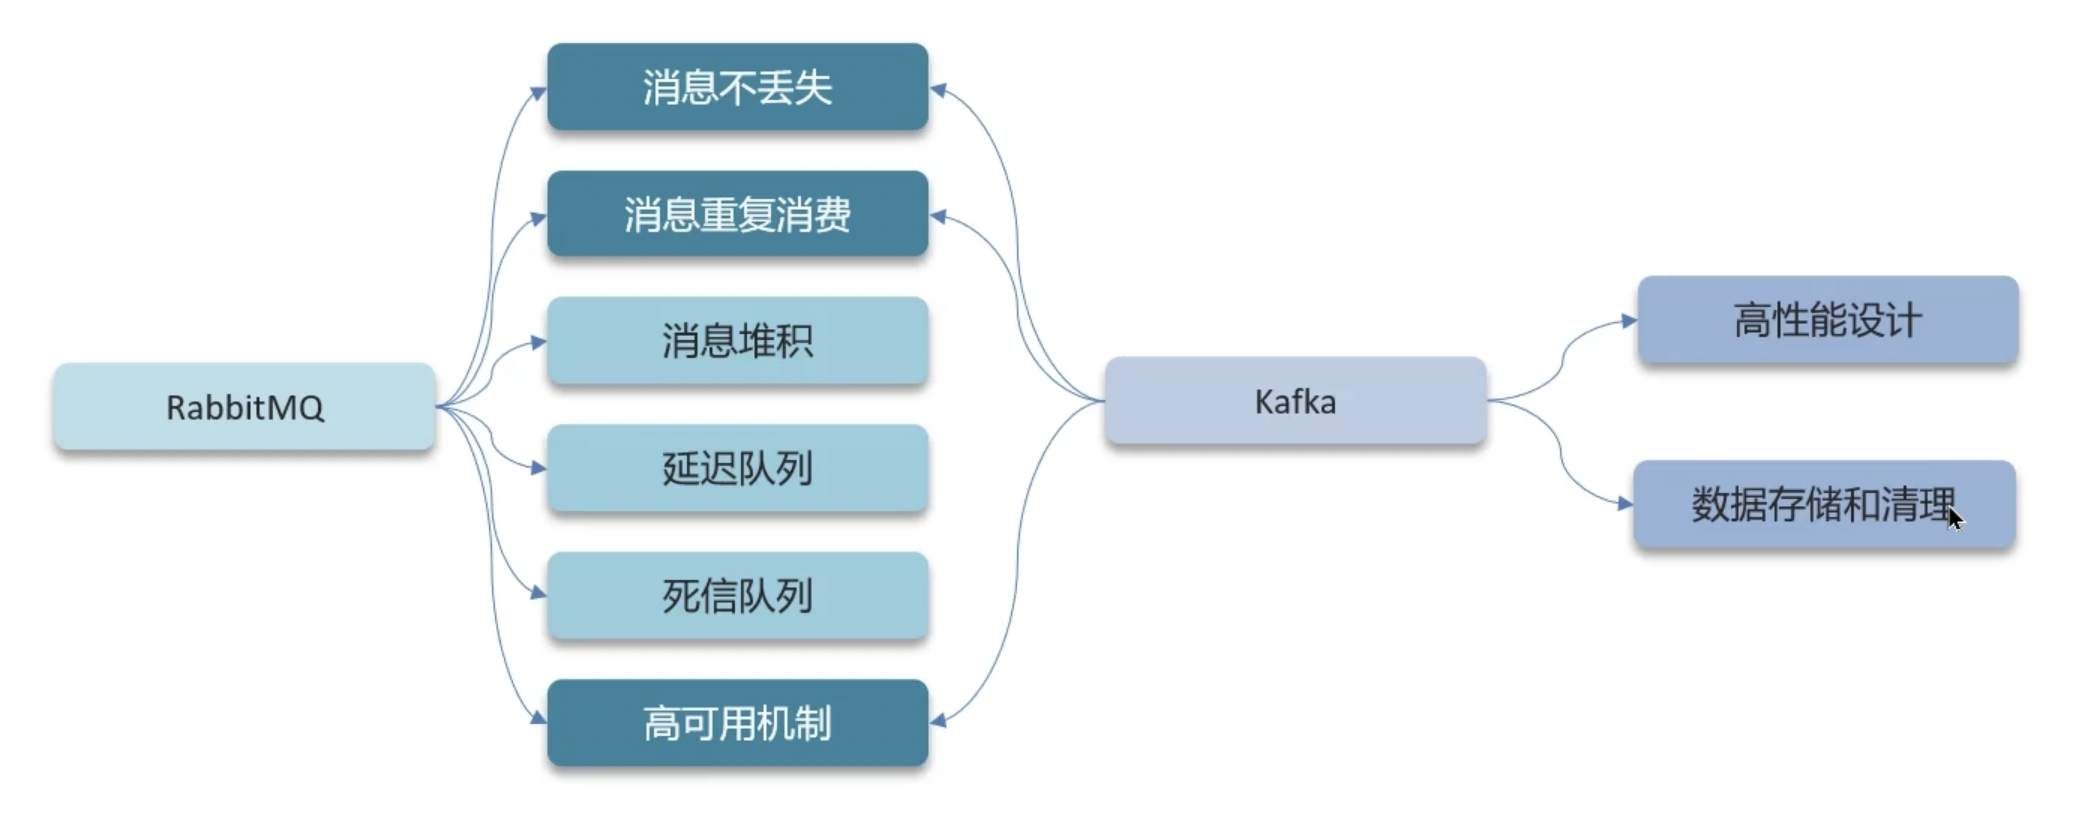 RabbitMQ
消息不丢失
消息重复消费
消息堆积
延迟队列
死信队列
高可用机制
Kafka
高性能设计
数据存储和清理